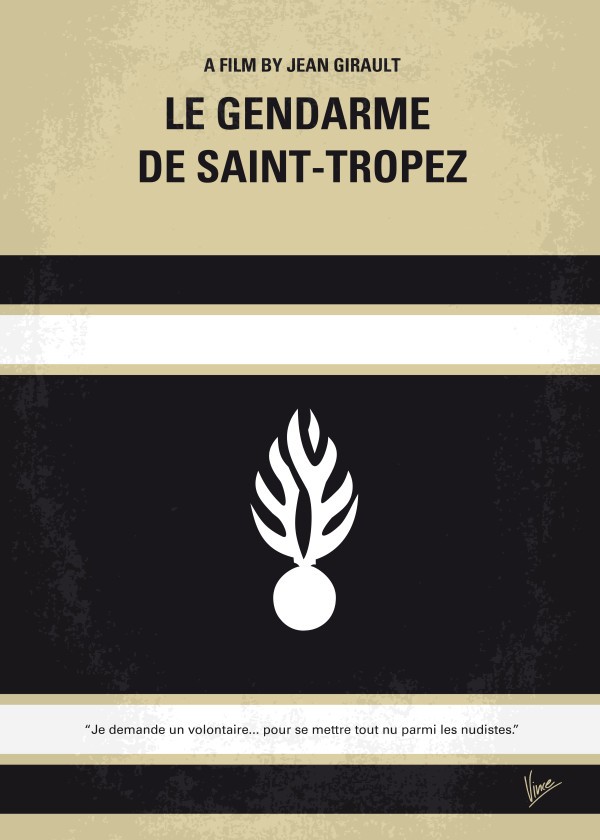 A FILM BY JEAN GIRAULT
LE GENDARME
DE SAINT-TROPEZ
“Je demande un volontaire... pour se mettre tout nu parmi les nudistes.”
Vince